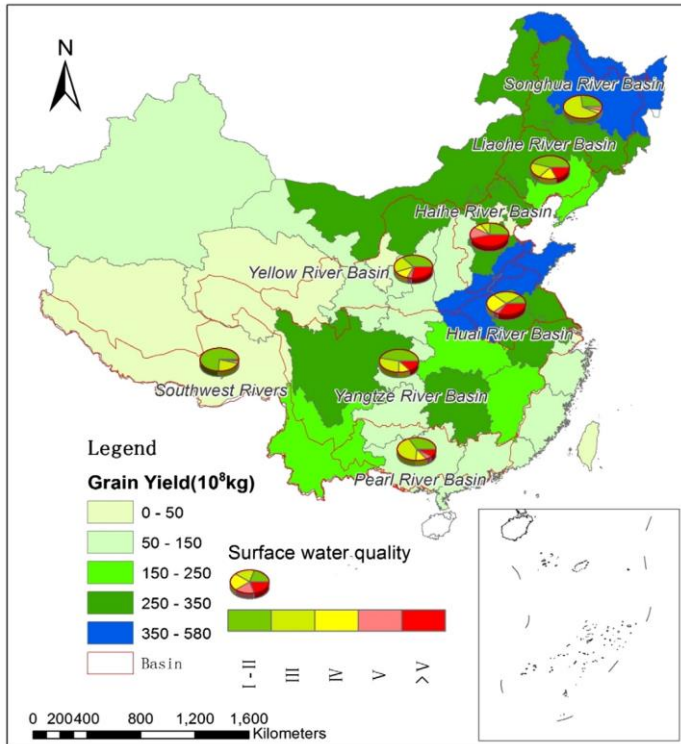 N
Songhua River Basin
Liaohe River Basin
Haihe River Basin
Yellow River Basin
Huai River Basin
Southwest Rivers
Yangtze River Basin
Pearl River Basin
Legend
Grain Yield(10⁸kg)
0 - 50
50 - 150
150 - 250
250 - 350
350 - 580
Basin
Surface water quality
I - II
III
IV
V
>V
0 200400 800 1,200 1,600
Kilometers